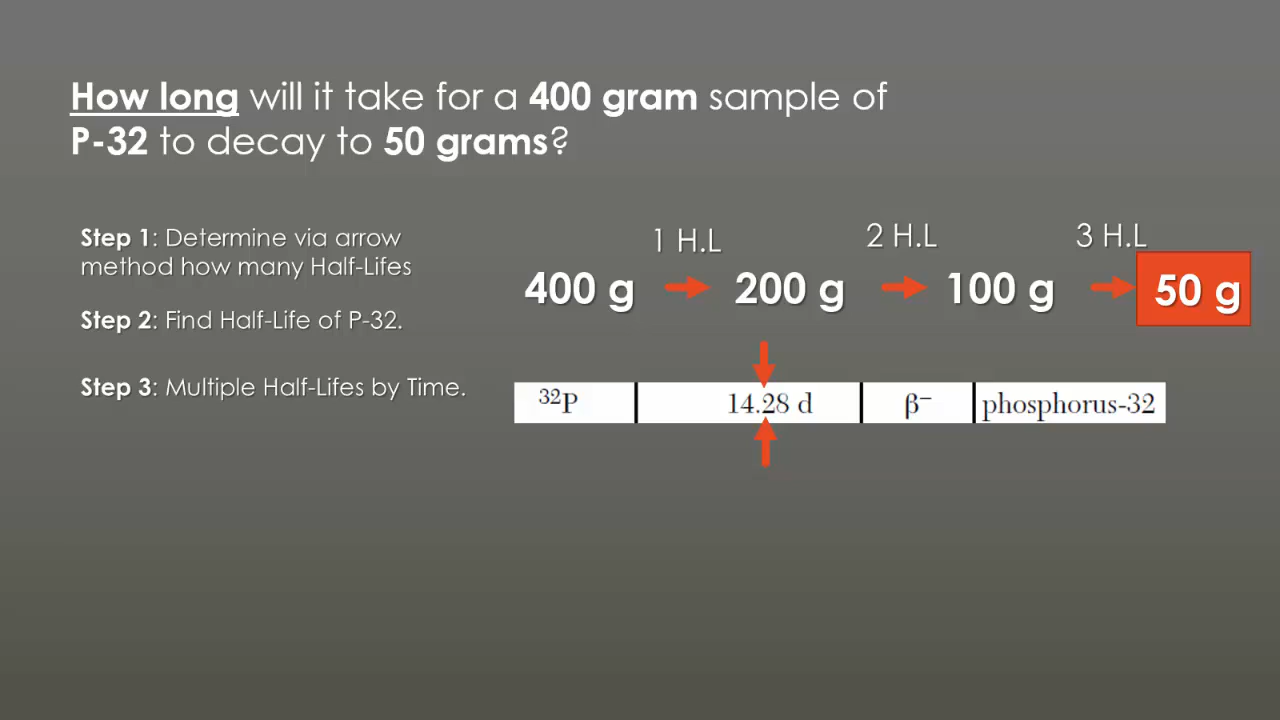 How long will it take for a 400 gram sample of
P-32 to decay to 50 grams?
Step 1: Determine via arrow
method how many Half-Lifes
Step 2: Find Half-Life of P-32.
Step 3: Multiple Half-Lifes by Time.
1 H.L 2 H.L 3 H.L
400 g 200 g 100 g 50 g
³²P 14.28 d β⁻ phosphorus-32